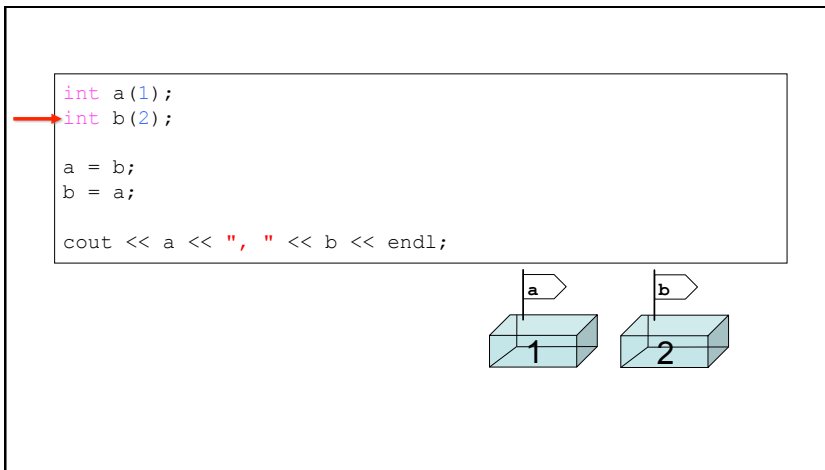 int a(1);
int b(2);
a = b;
b = a;
cout << a << ", " << b << endl;
a b
1 2